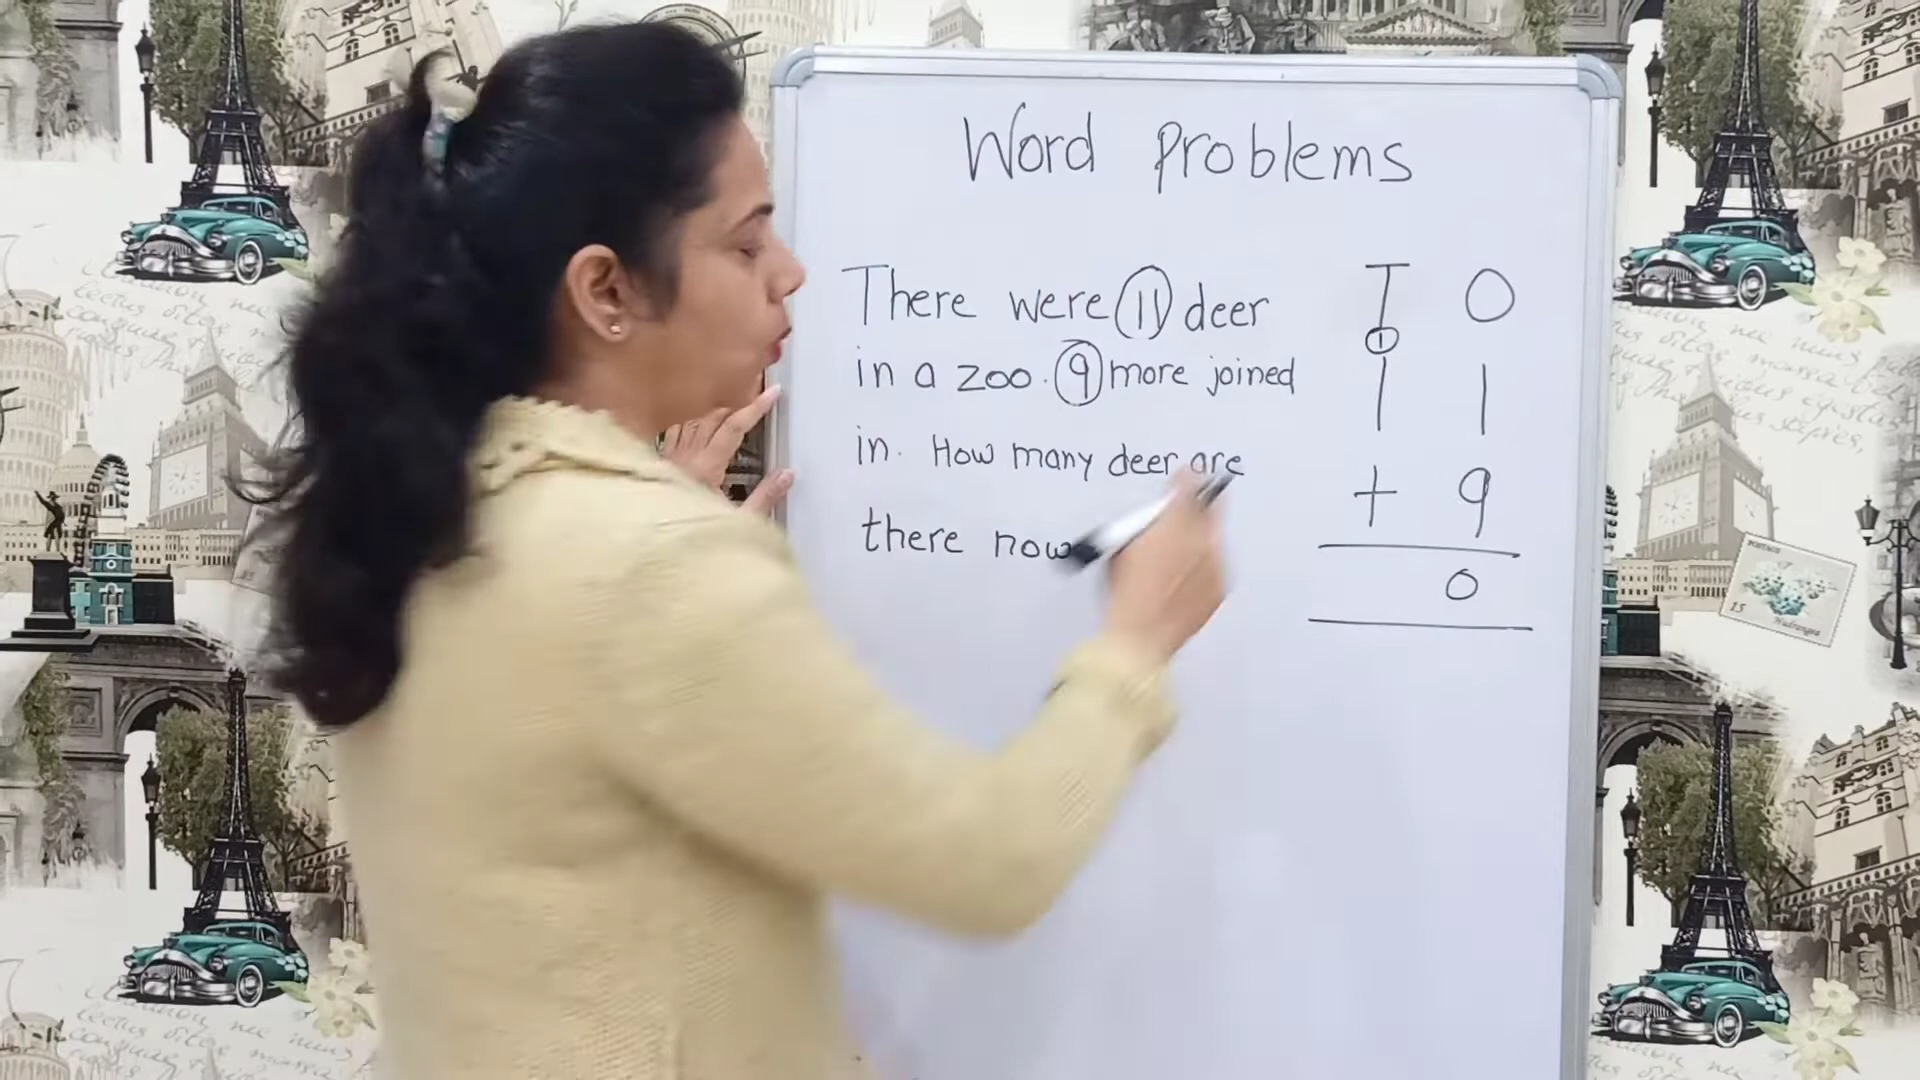 Word Problems
There were 11 deer
in a zoo. 9 more joined
in. How many deer are
there now
T O
1
1 1
+ 9
0